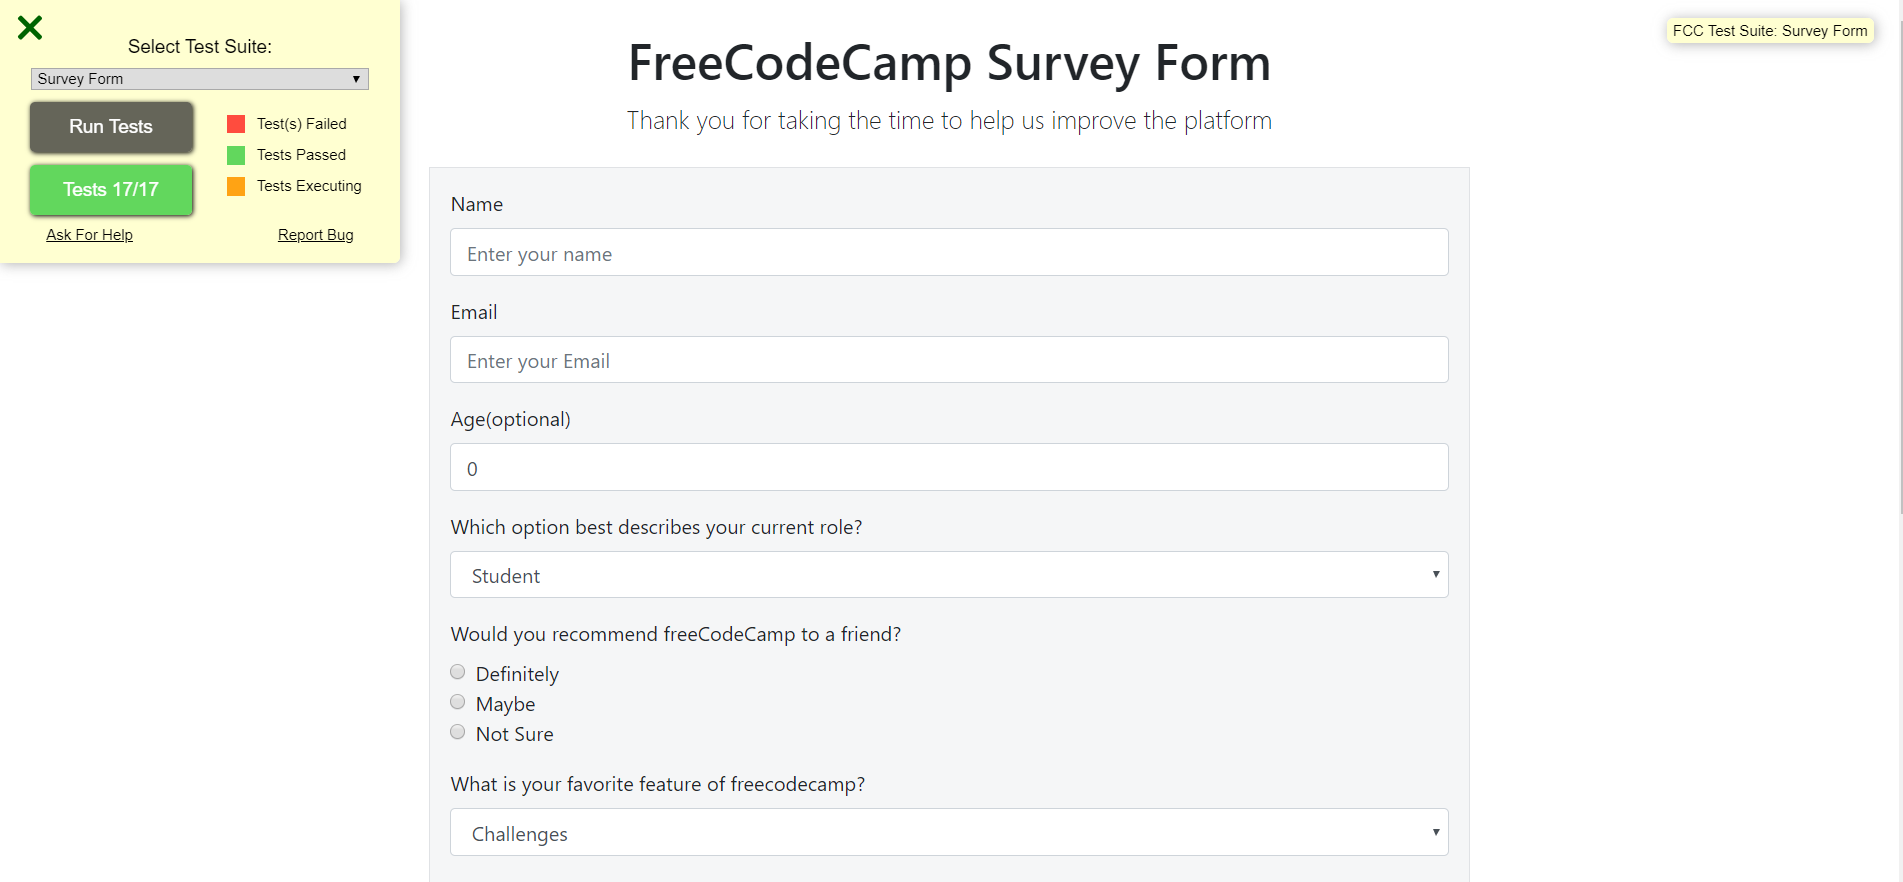 Select Test Suite:
Survey Form
Run Tests
Test(s) Failed
Tests Passed
Tests 17/17
Tests Executing
Ask For Help
Report Bug
FCC Test Suite: Survey Form
FreeCodeCamp Survey Form
Thank you for taking the time to help us improve the platform
Name
Enter your name
Email
Enter your Email
Age(optional)
0
Which option best describes your current role?
Student
Would you recommend freeCodeCamp to a friend?
Definitely
Maybe
Not Sure
What is your favorite feature of freecodecamp?
Challenges